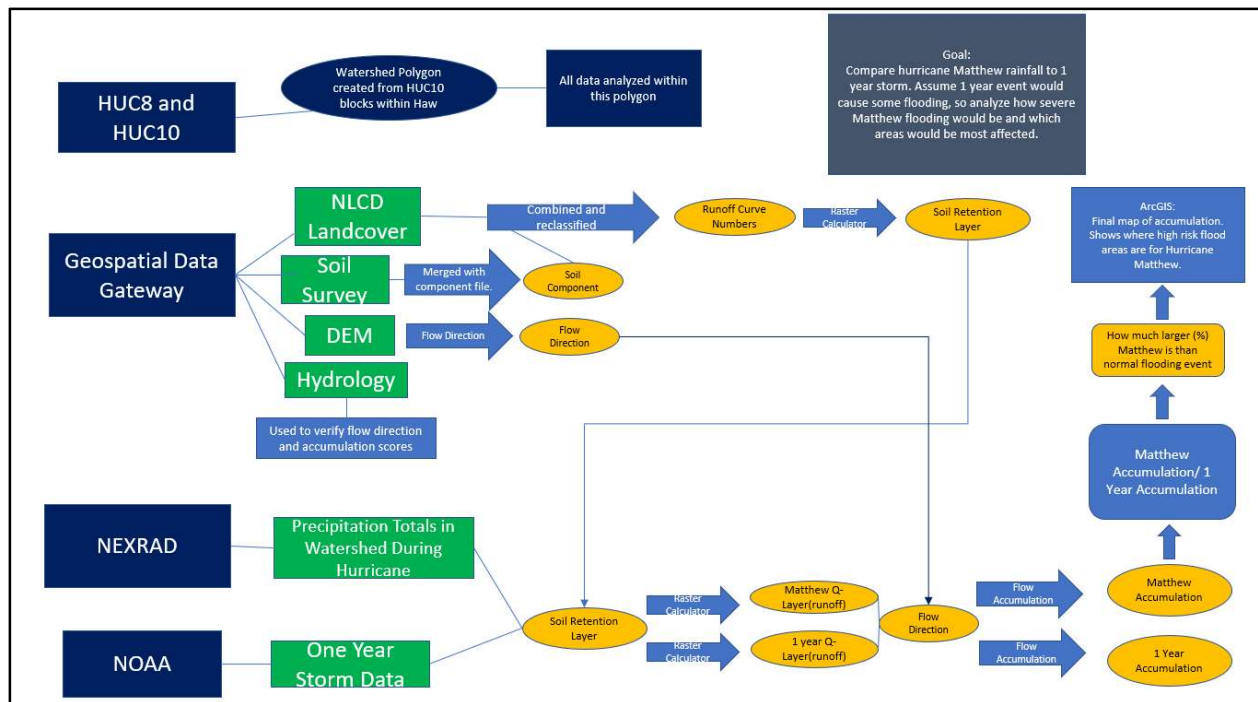 HUC8 and
HUC10
Watershed Polygon
created from HUC10
blocks within Haw
All data analyzed within
this polygon
Goal:
Compare hurricane Matthew rainfall to 1
year storm. Assume 1 year event would
cause some flooding, so analyze how severe
Matthew flooding would be and which
areas would be most affected.
Geospatial Data
Gateway
NLCD
Landcover
Combined and
reclassified
Runoff Curve
Numbers
Raster
Calculator
Soil Retention
Layer
Soil
Survey
Merged with
component file.
Soil
Component
DEM
Flow Direction
Flow
Direction
Hydrology
Used to verify flow direction
and accumulation scores
ArcGIS:
Final map of accumulation.
Shows where high risk flood
areas are for Hurricane
Matthew.
How much larger (%)
Matthew is than
normal flooding event
Matthew
Accumulation/ 1
Year Accumulation
NEXRAD
Precipitation Totals in
Watershed During
Hurricane
NOAA
One Year
Storm Data
Soil Retention
Layer
Raster
Calculator
Raster
Calculator
Matthew Q-
Layer(runoff)
1 year Q-
Layer(runoff)
Flow
Direction
Flow
Accumulation
Flow
Accumulation
Matthew
Accumulation
1 Year
Accumulation